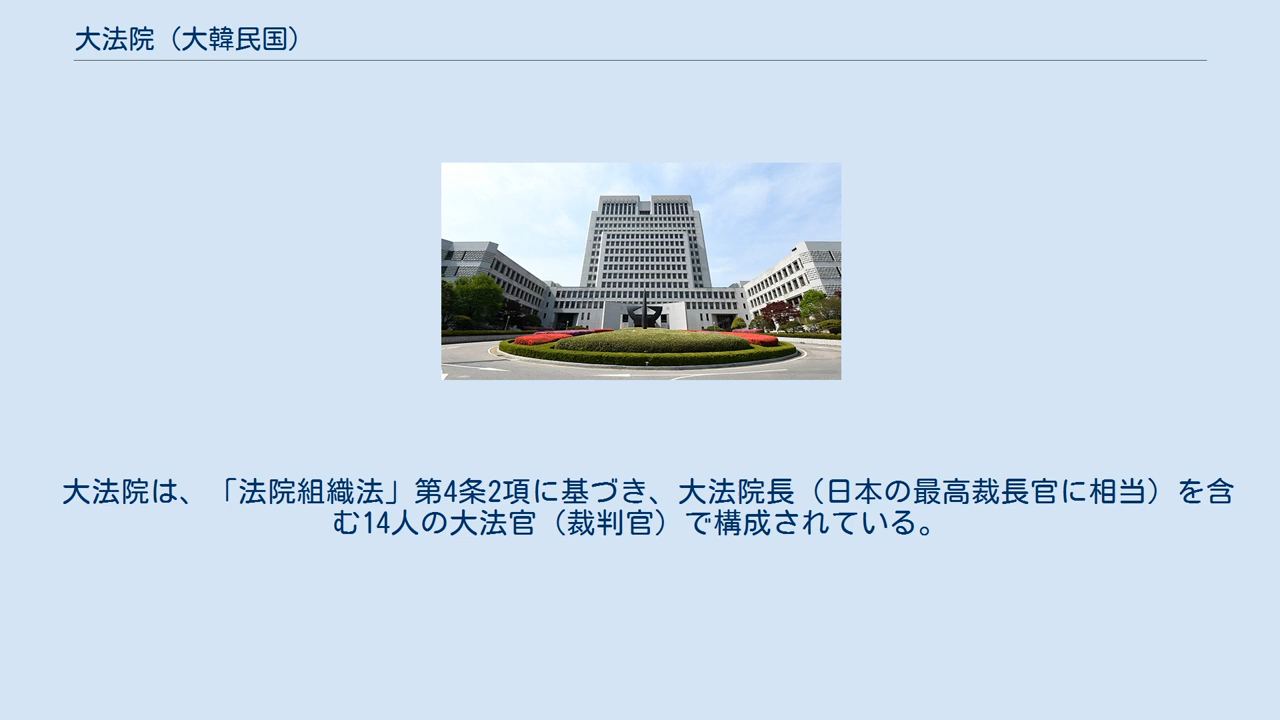 大法院（大韓民国）
大法院は、「法院組織法」第4条2項に基づき、大法院長（日本の最高裁長官に相当）を含
む14人の大法官（裁判官）で構成されている。